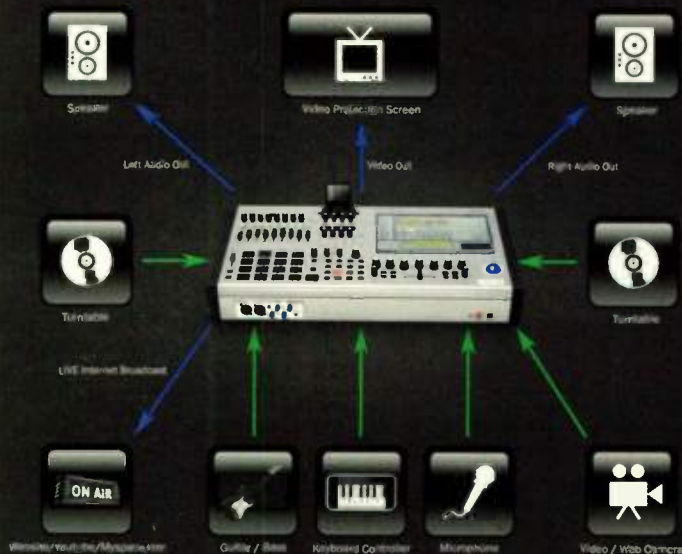 Speaker
Video Projection Screen
Speaker
Left Audio Out
Video Out
Right Audio Out
Turntable
Turntable
LIVE Internet Broadcast
ON AIR
Guitar / Bass
Keyboard Controller
Microphone
Video / Web Camera